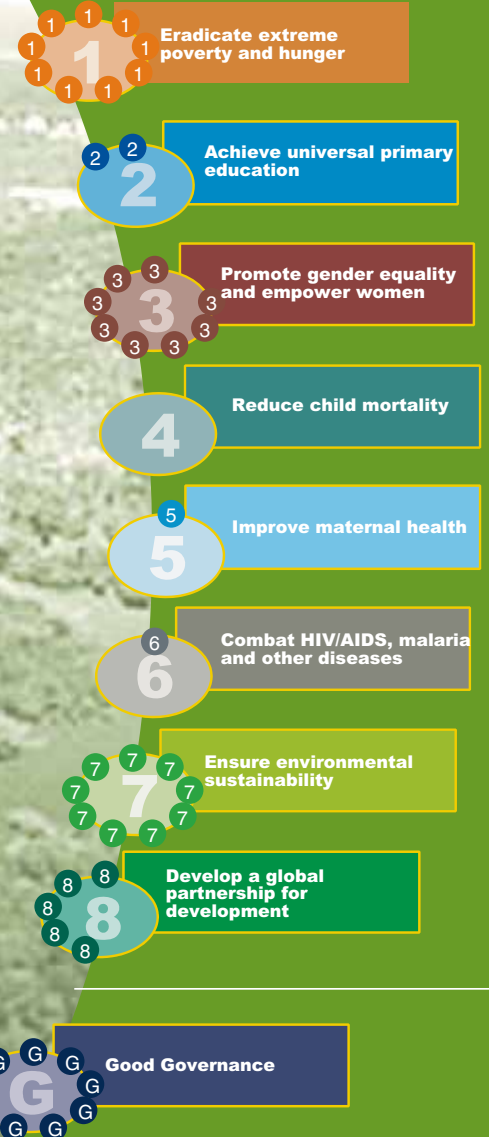 1 1 1
Eradicate extreme
1 1 1
poverty and hunger
1 1
1 1
2 2
Achieve universal primary
2
education
3 3
Promote gender equality
3 3 3
and empower women
3 3
3 3
4
Reduce child mortality
5
Improve maternal health
5
6
Combat HIV/AIDS, malaria
6
and other diseases
7 7 7
Ensure environmental
7 7 7
sustainability
7 7
7 7
8 8
Develop a global
8 8
partnership for
8
development
8
G G G
Good Governance
G G
G
G G